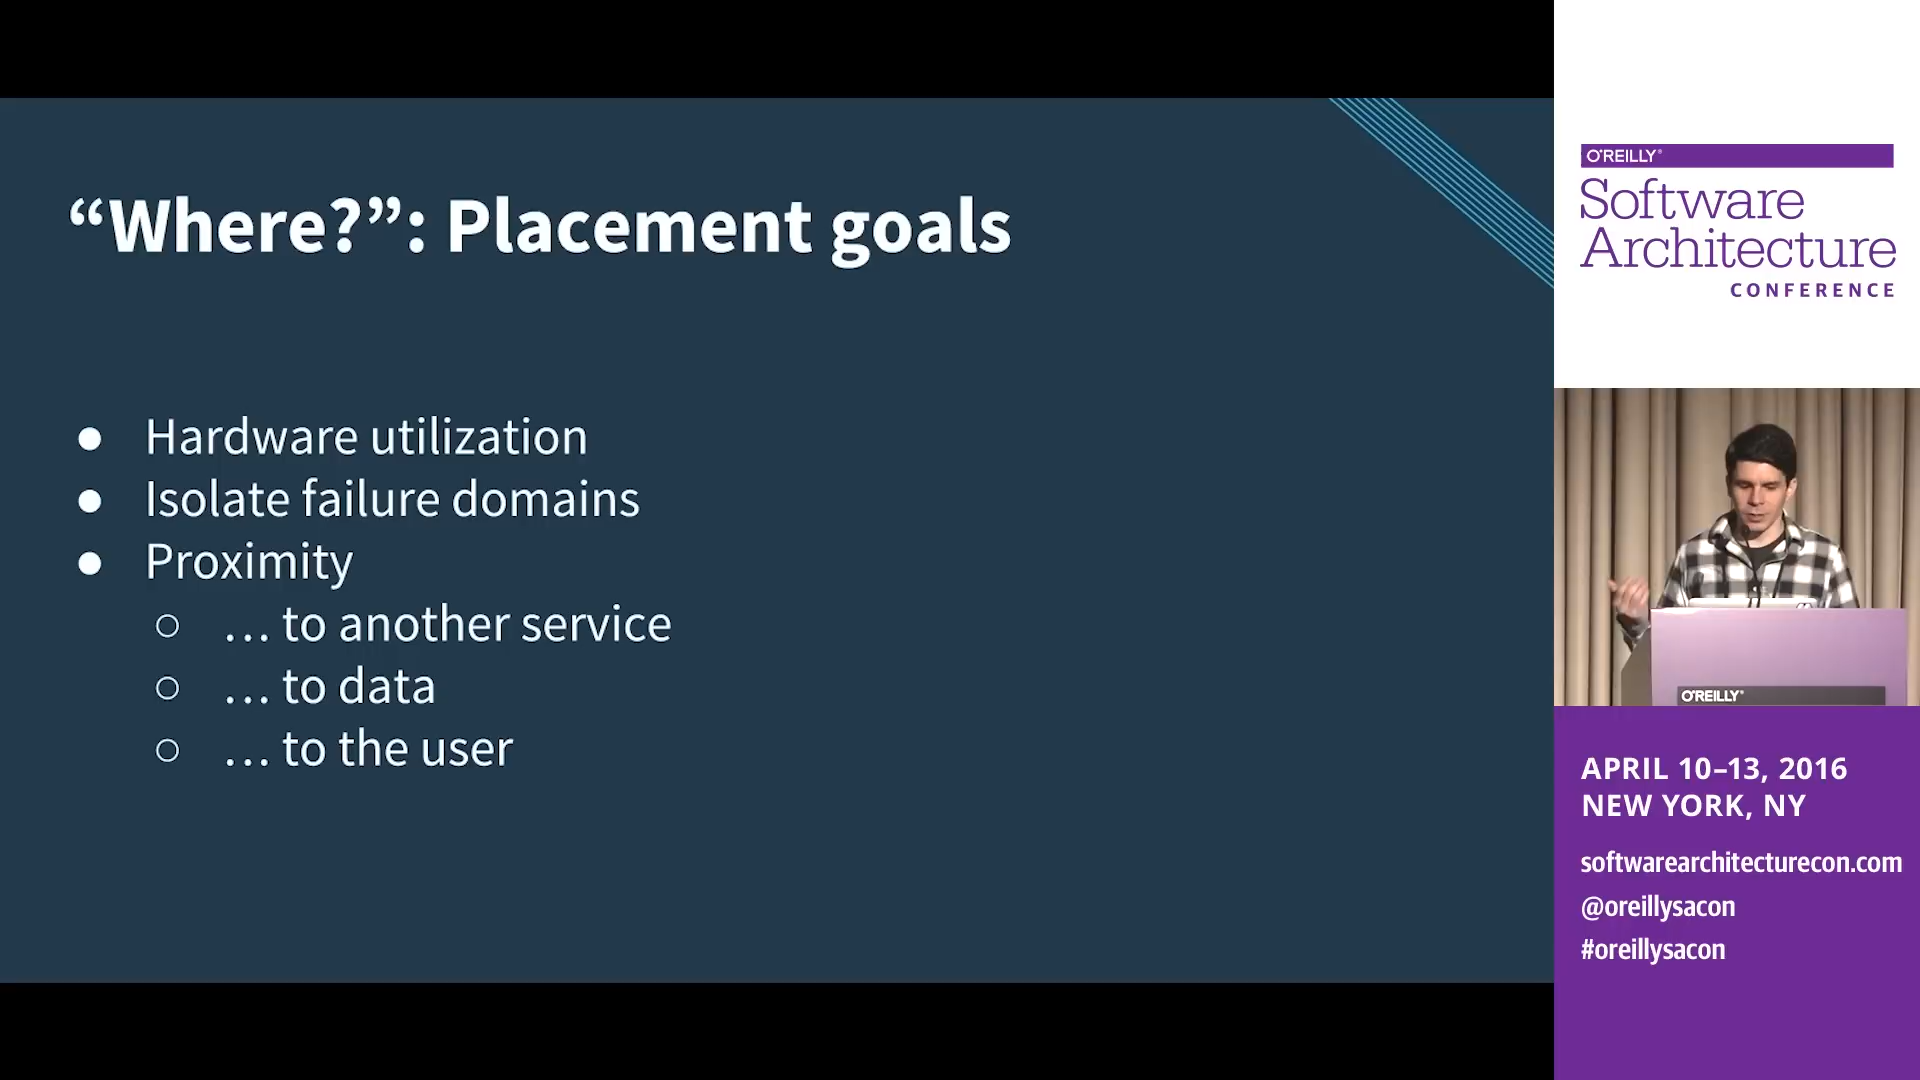 “Where?”: Placement goals
● Hardware utilization
● Isolate failure domains
● Proximity
○ … to another service
○ … to data
○ … to the user
O'REILLY®
Software
Architecture
CONFERENCE
O'REILLY®
APRIL 10–13, 2016
NEW YORK, NY
softwarearchitecturecon.com
@oreillysacon
#oreillysacon